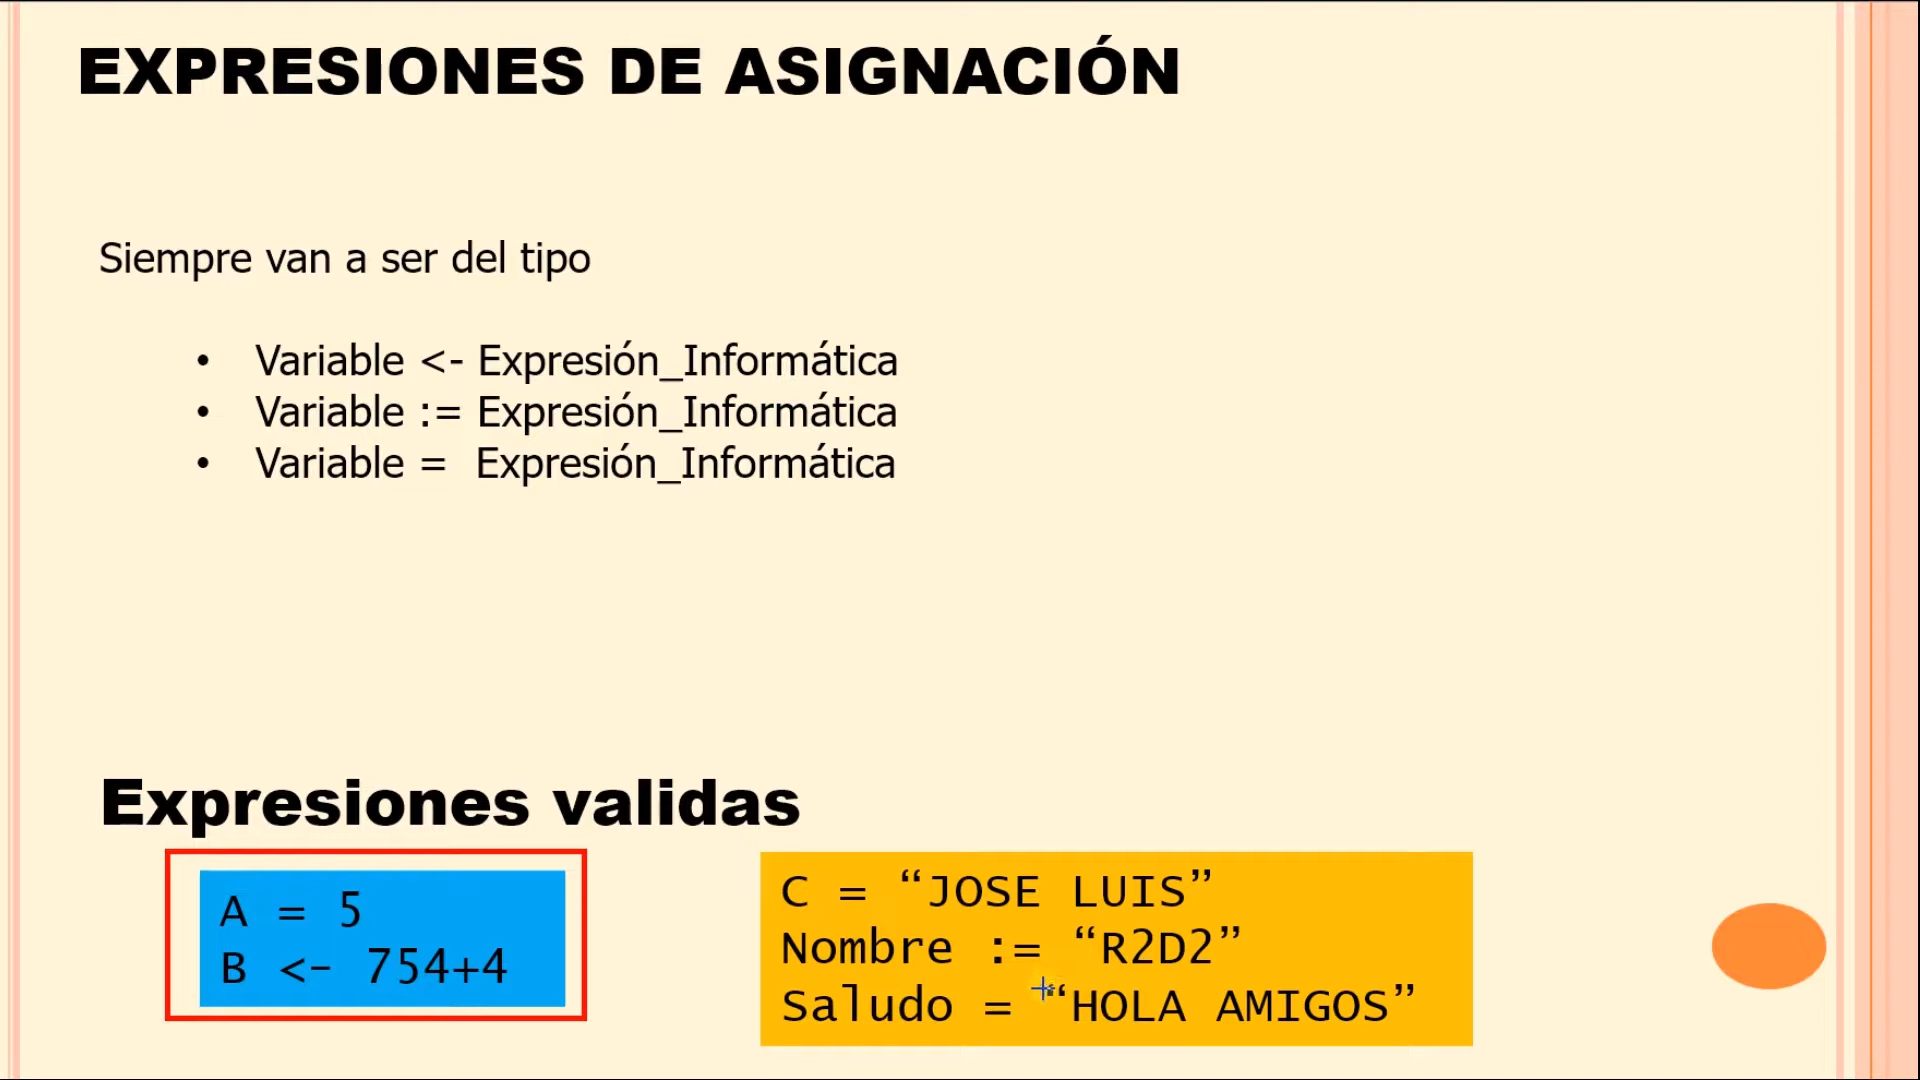 EXPRESIONES DE ASIGNACIÓN
Siempre van a ser del tipo
• Variable <- Expresión_Informática
• Variable := Expresión_Informática
• Variable = Expresión_Informática
Expresiones validas
A = 5
B <- 754+4
C = “JOSE LUIS”
Nombre := “R2D2”
Saludo = “HOLA AMIGOS”